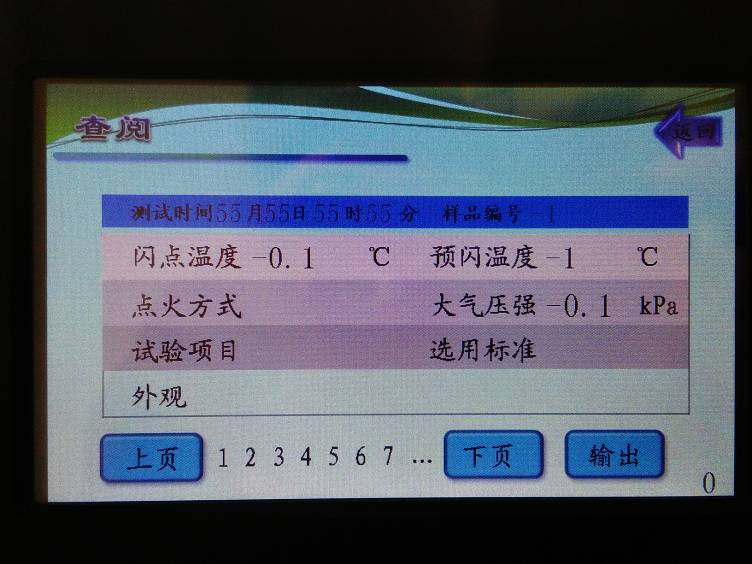 查阅
返回
测试时间55月55日 55时55分 样品编号 -1
闪点温度 -0.1 ℃ 预闪温度 -1 ℃
点火方式 大气压强 -0.1 kPa
试验项目 选用标准
外观
上页 1 2 3 4 5 6 7 ... 下页 输出
0